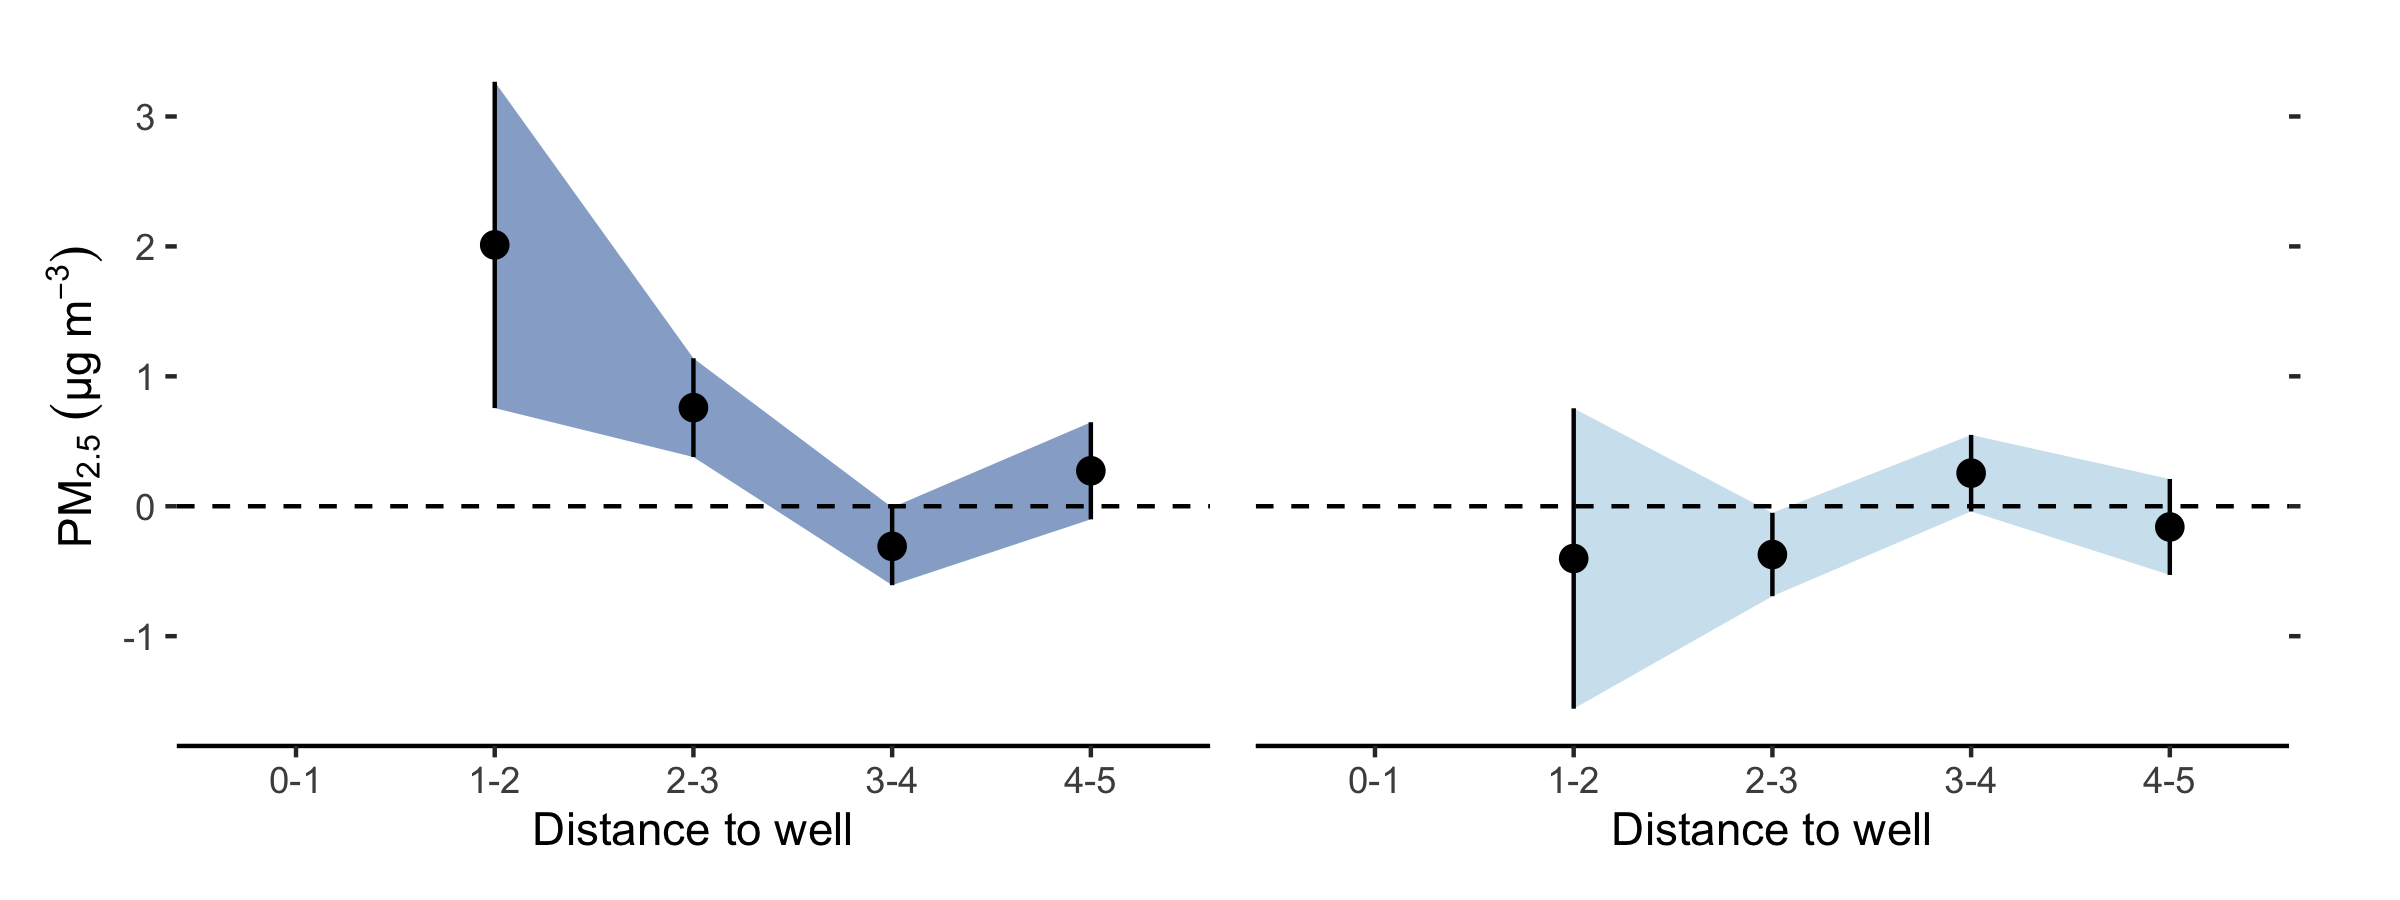 PM2.5 (µg m−3)
3
2
1
0
-1
0-1 1-2 2-3 3-4 4-5
Distance to well
0-1 1-2 2-3 3-4 4-5
Distance to well